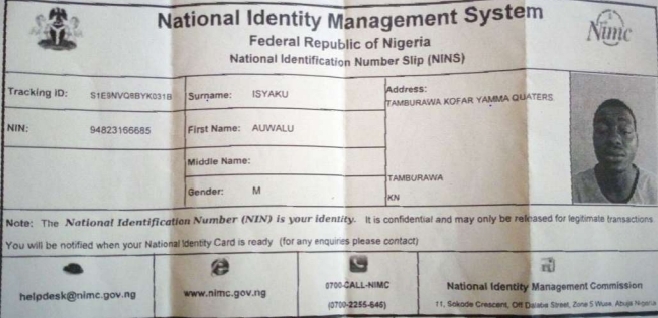 National Identity Management System
Federal Republic of Nigeria
National Identification Number Slip (NINS)
Nimc
Tracking ID: S1E9NVQ8BYK031B
Surname: ISYAKU
Address:
TAMBURAWA KOFAR YAMMA QUATERS
NIN: 94823166685
First Name: AUWALU
Middle Name:
TAMBURAWA
Gender: M
KN
Note: The National Identification Number (NIN) is your identity. It is confidential and may only be released for legitimate transactions.
You will be notified when your National Identity Card is ready (for any enquires please contact)
helpdesk@nimc.gov.ng
www.nimc.gov.ng
0700-CALL-NIMC
(0700-2255-646)
National Identity Management Commission
11, Sokode Crescent, Off Dalaba Street, Zone 5 Wuse, Abuja Nigeria